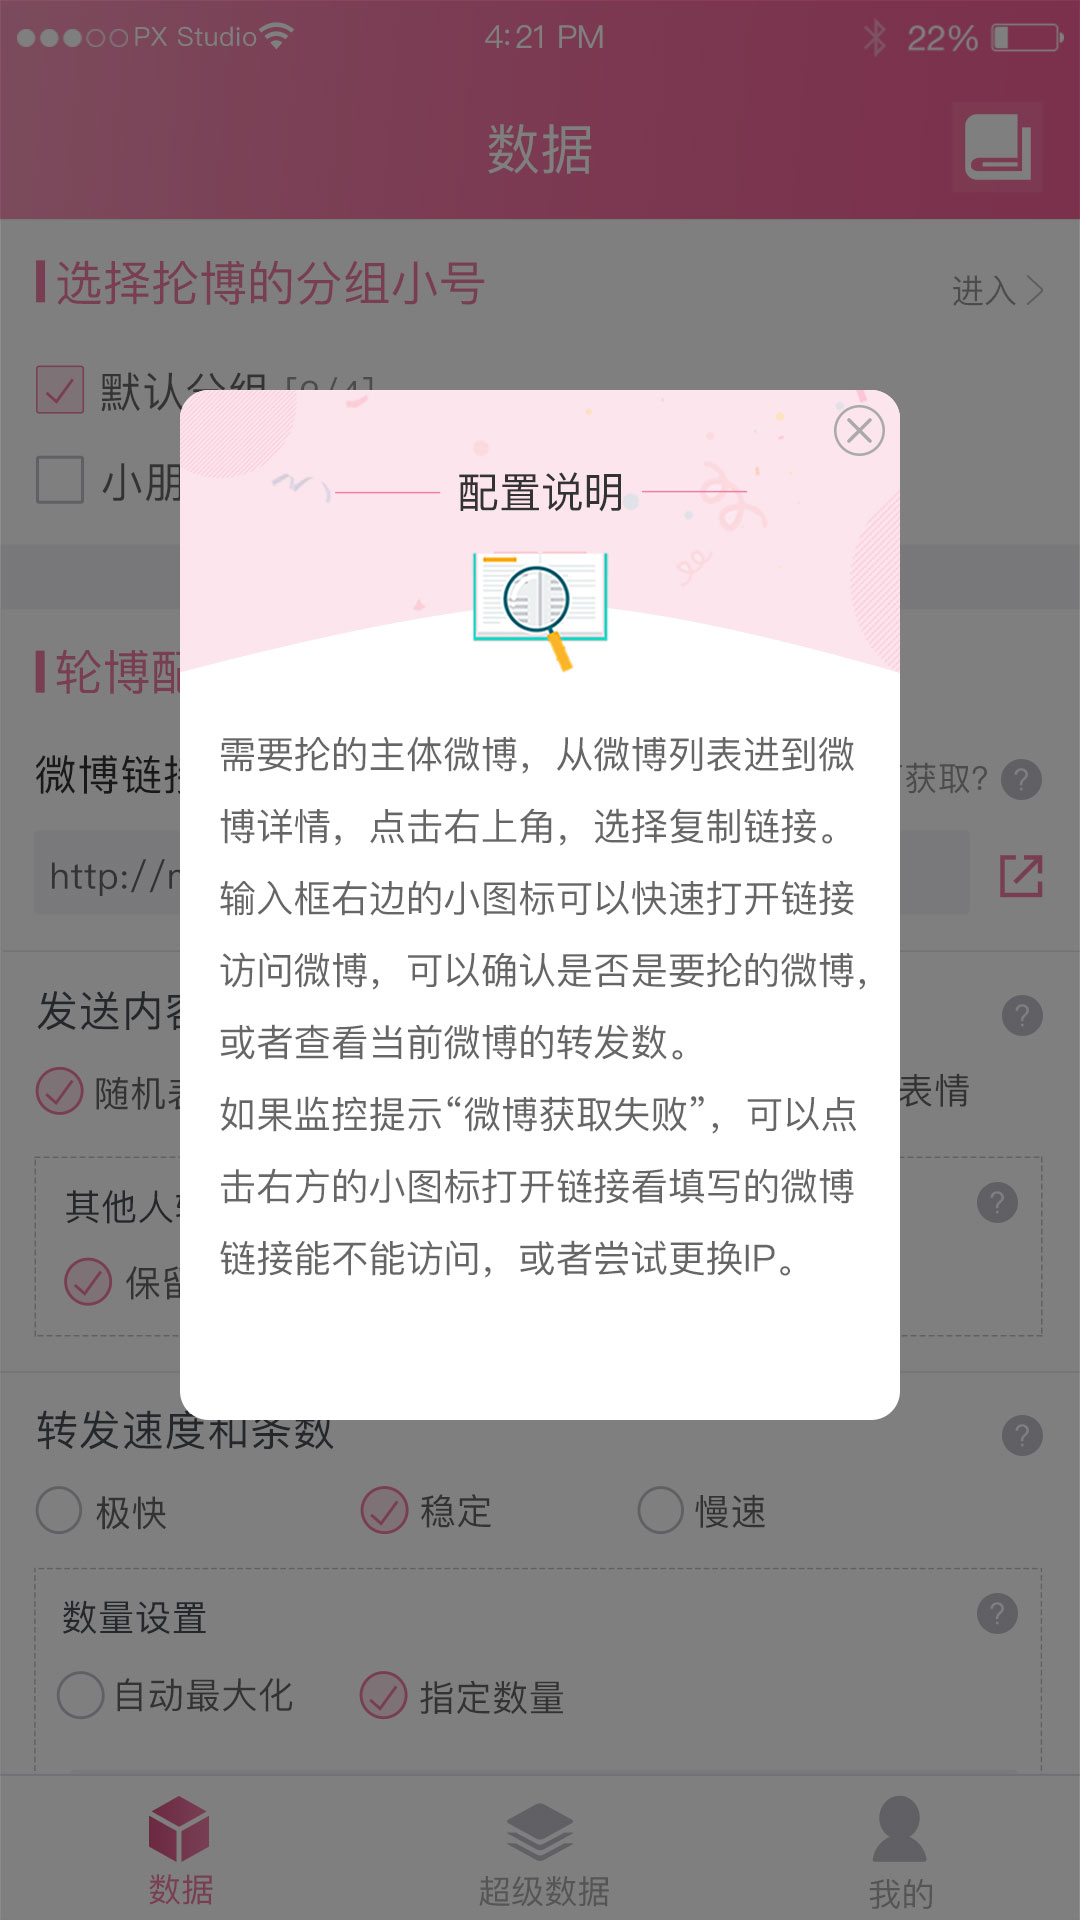 PX Studio 4:21 PM 22%
数据
选择抡博的分组小号
进入
默认分组
小朋
配置说明
轮博配
微博链接
获取?
http://m
需要抡的主体微博，从微博列表进到微
博详情，点击右上角，选择复制链接。
输入框右边的小图标可以快速打开链接
访问微博，可以确认是否是要抡的微博，
或者查看当前微博的转发数。
如果监控提示“微博获取失败”，可以点
击右方的小图标打开链接看填写的微博
链接能不能访问，或者尝试更换IP。
发送内容
随机表
表情
其他人
保留
转发速度和条数
极快 稳定 慢速
数量设置
自动最大化 指定数量
数据 超级数据 我的